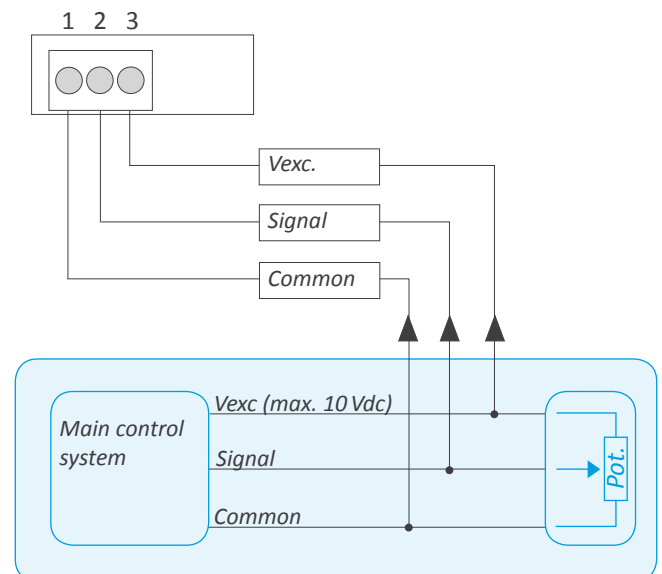 1 2 3
Vexc.
Signal
Common
Vexc (max. 10 Vdc)
Main control
system
Signal
Common
Pot.